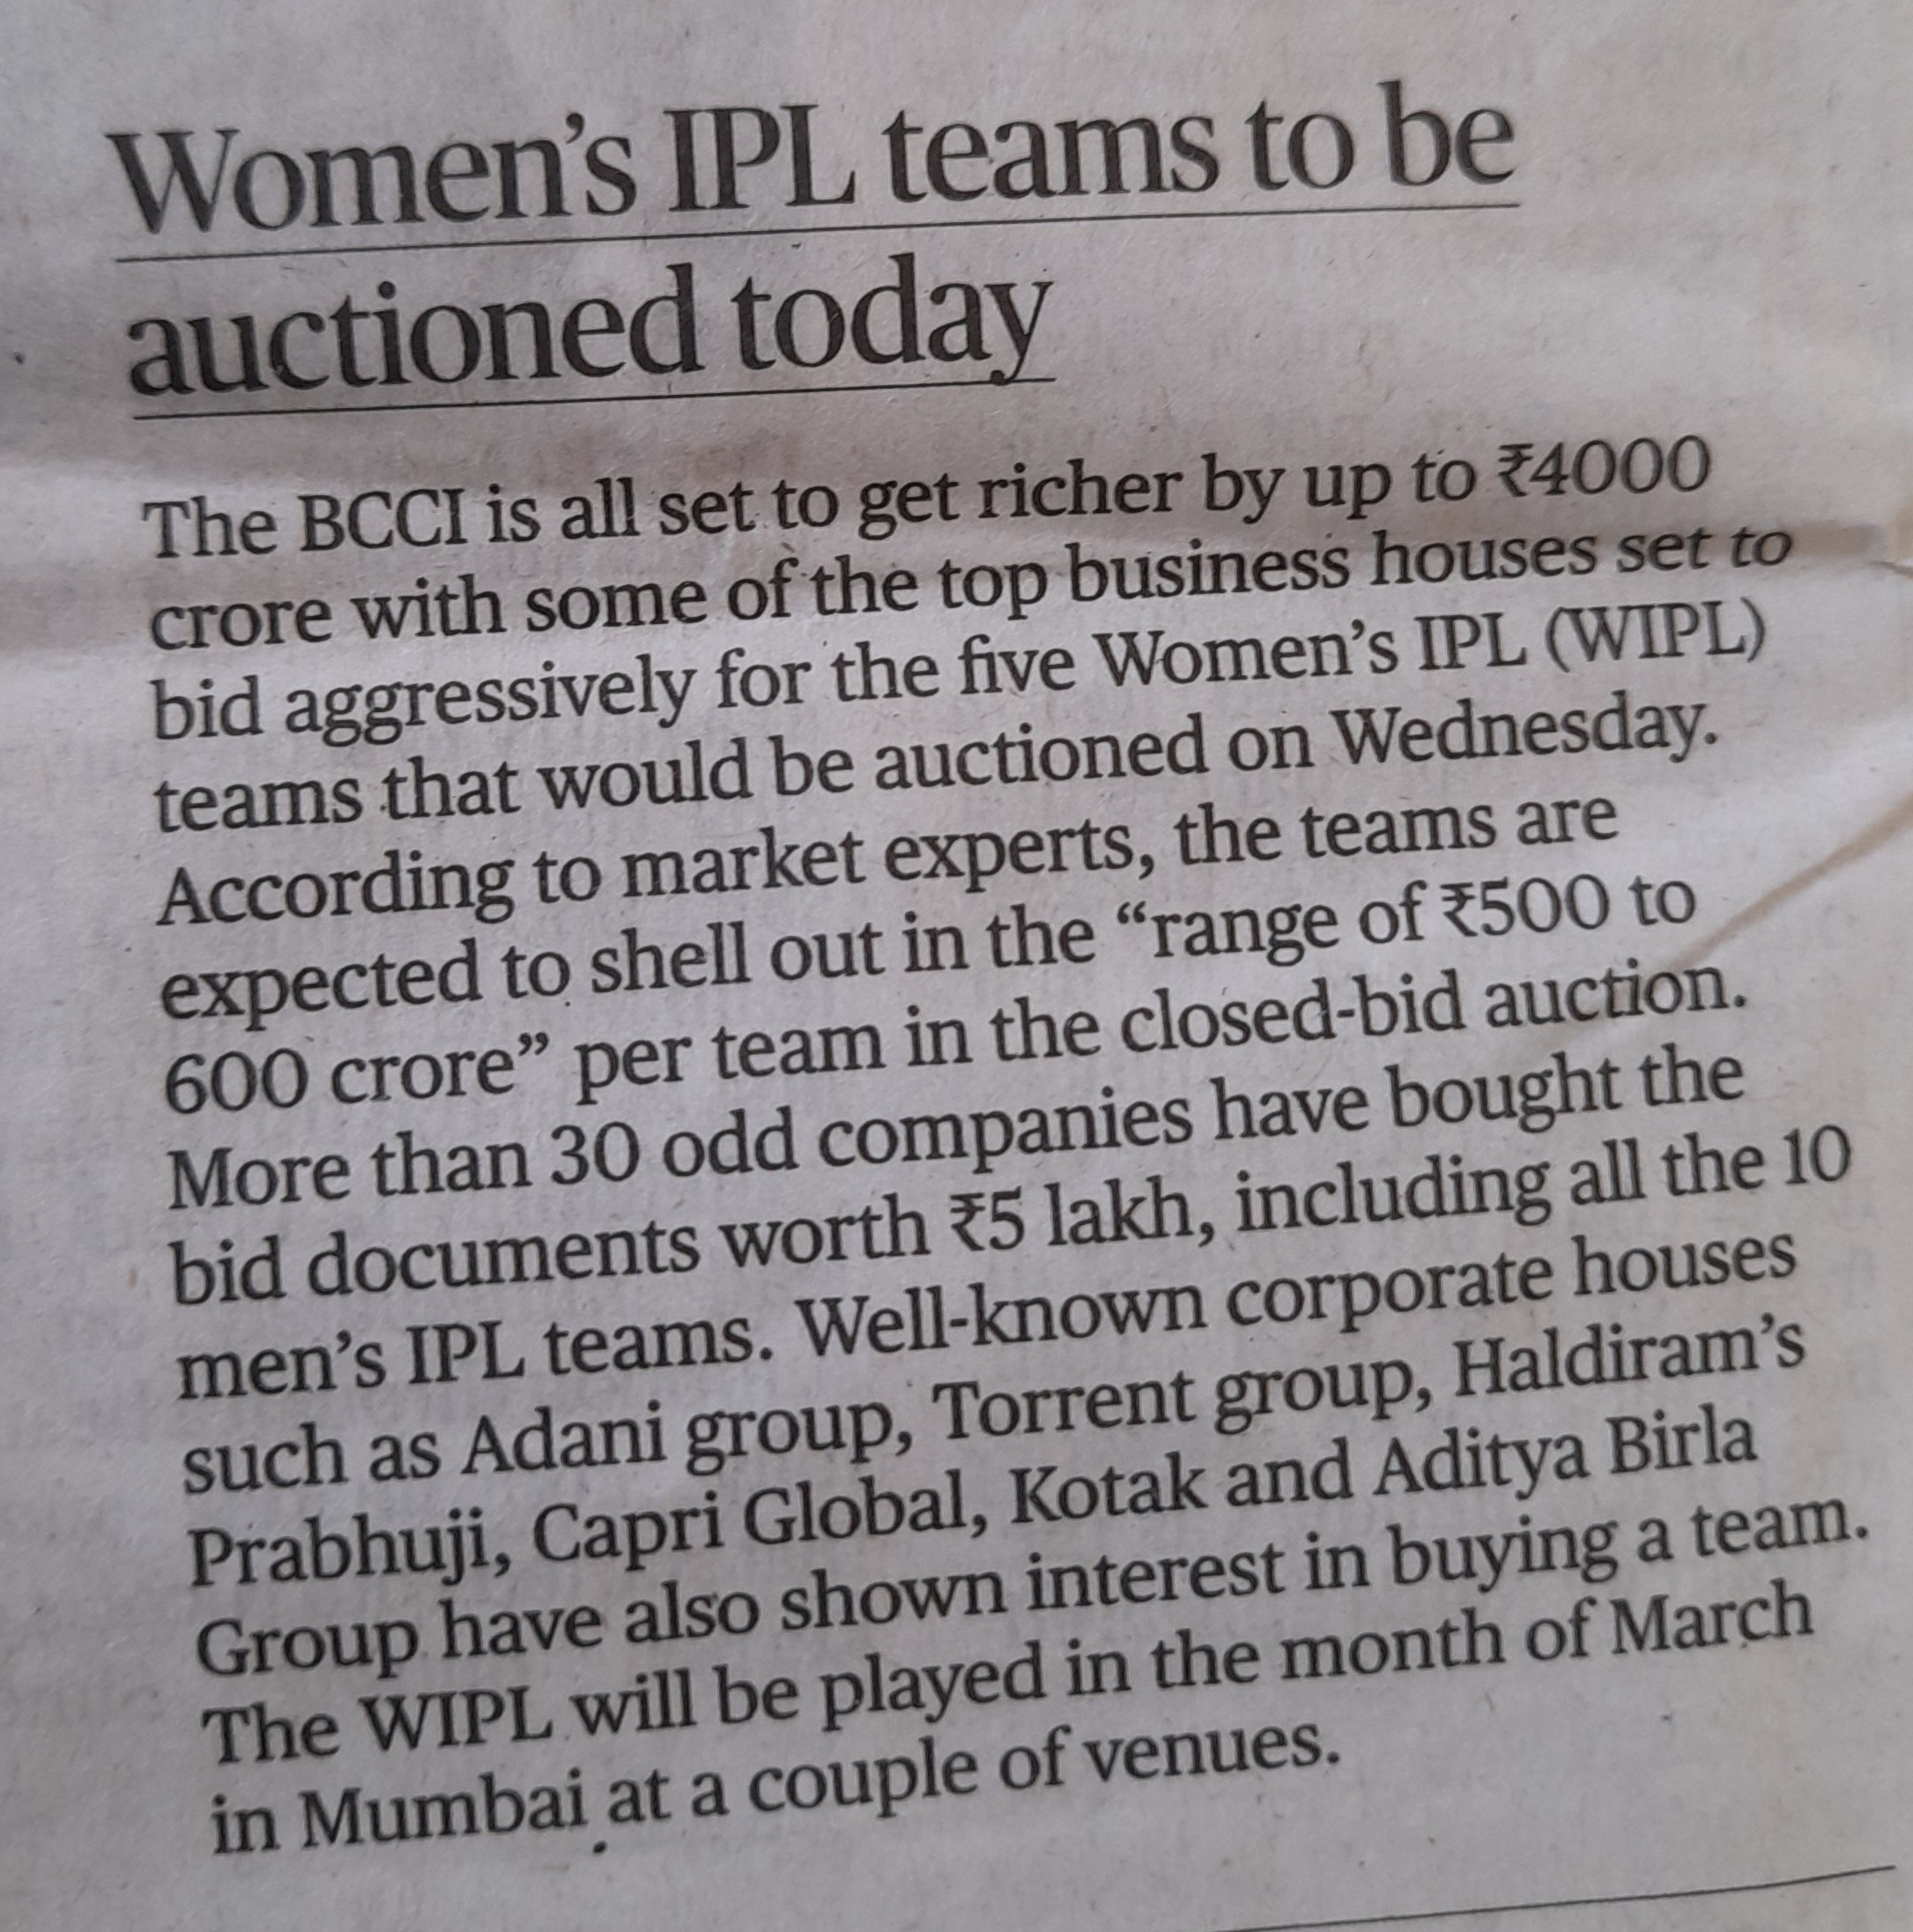 Women’s IPL teams to be
auctioned today
The BCCI is all set to get richer by up to ₹4000
crore with some of the top business houses set to
bid aggressively for the five Women’s IPL (WIPL)
teams that would be auctioned on Wednesday.
According to market experts, the teams are
expected to shell out in the “range of ₹500 to
600 crore” per team in the closed-bid auction.
More than 30 odd companies have bought the
bid documents worth ₹5 lakh, including all the 10
men’s IPL teams. Well-known corporate houses
such as Adani group, Torrent group, Haldiram’s
Prabhuji, Capri Global, Kotak and Aditya Birla
Group have also shown interest in buying a team.
The WIPL will be played in the month of March
in Mumbai at a couple of venues.